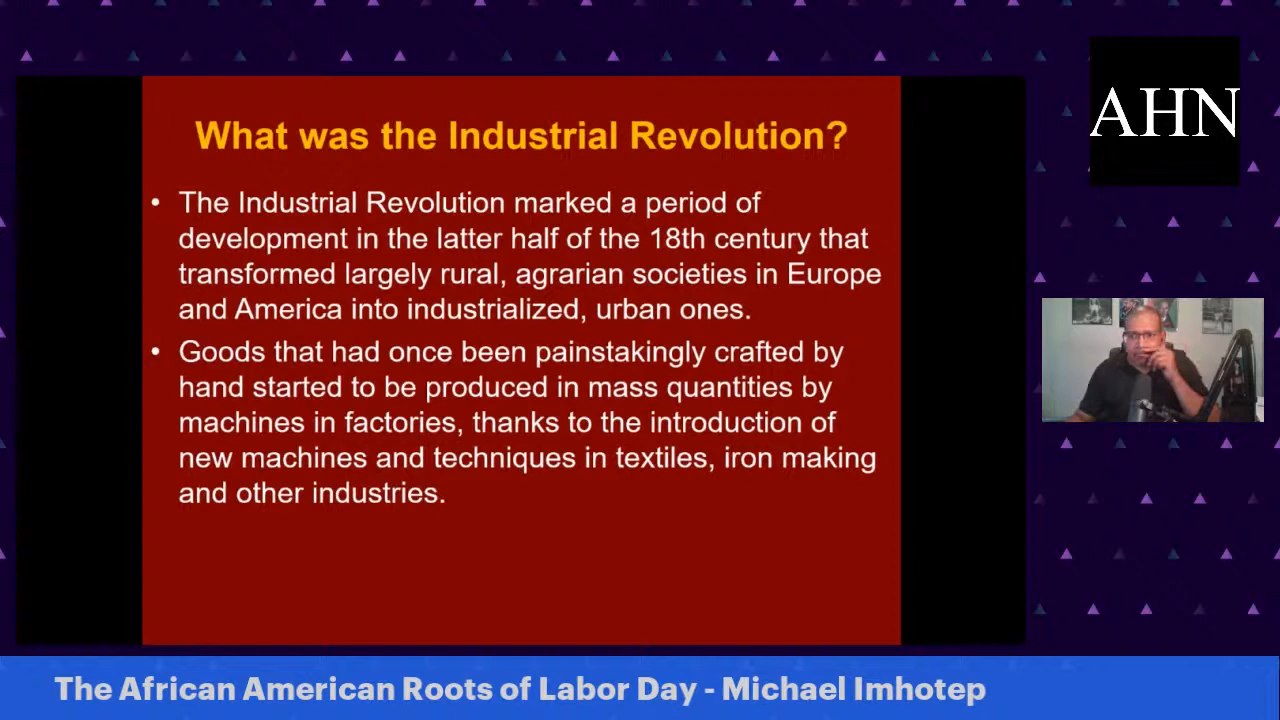 AHN
What was the Industrial Revolution?
• The Industrial Revolution marked a period of
development in the latter half of the 18th century that
transformed largely rural, agrarian societies in Europe
and America into industrialized, urban ones.
• Goods that had once been painstakingly crafted by
hand started to be produced in mass quantities by
machines in factories, thanks to the introduction of
new machines and techniques in textiles, iron making
and other industries.
The African American Roots of Labor Day - Michael Imhotep